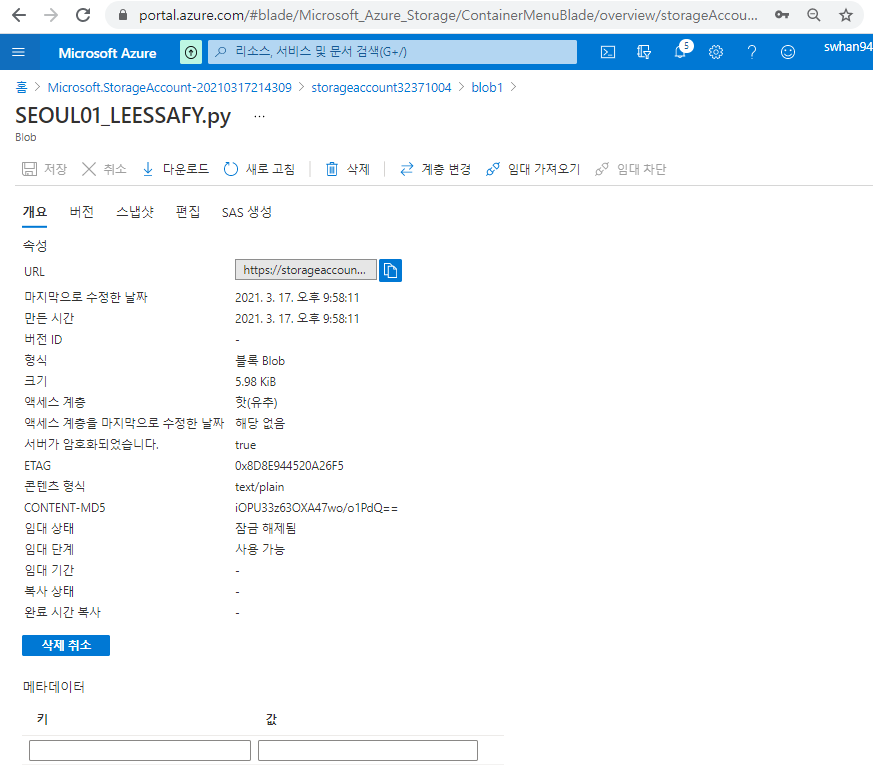 portal.azure.com/#blade/Microsoft_Azure_Storage/ContainerMenuBlade/overview/storageAccou...
Microsoft Azure
리소스, 서비스 및 문서 검색(G+/)
5
swhan94
홈 > Microsoft.StorageAccount-20210317214309 > storageaccount32371004 > blob1 >
SEOUL01_LEESSAFY.py ...
Blob
저장 취소 다운로드 새로 고침 삭제 계층 변경 임대 가져오기 임대 차단
개요 버전 스냅샷 편집 SAS 생성
속성
URL https://storageaccoun...
마지막으로 수정한 날짜 2021. 3. 17. 오후 9:58:11
만든 시간 2021. 3. 17. 오후 9:58:11
버전 ID -
형식 블록 Blob
크기 5.98 KiB
액세스 계층 핫(유추)
액세스 계층을 마지막으로 수정한 날짜 해당 없음
서버가 암호화되었습니다. true
ETAG 0x8D8E944520A26F5
콘텐츠 형식 text/plain
CONTENT-MD5 iOPU33z63OXA47wo/o1PdQ==
임대 상태 잠금 해제됨
임대 단계 사용 가능
임대 기간 -
복사 상태 -
완료 시간 복사 -
삭제 취소
메타데이터
키 값